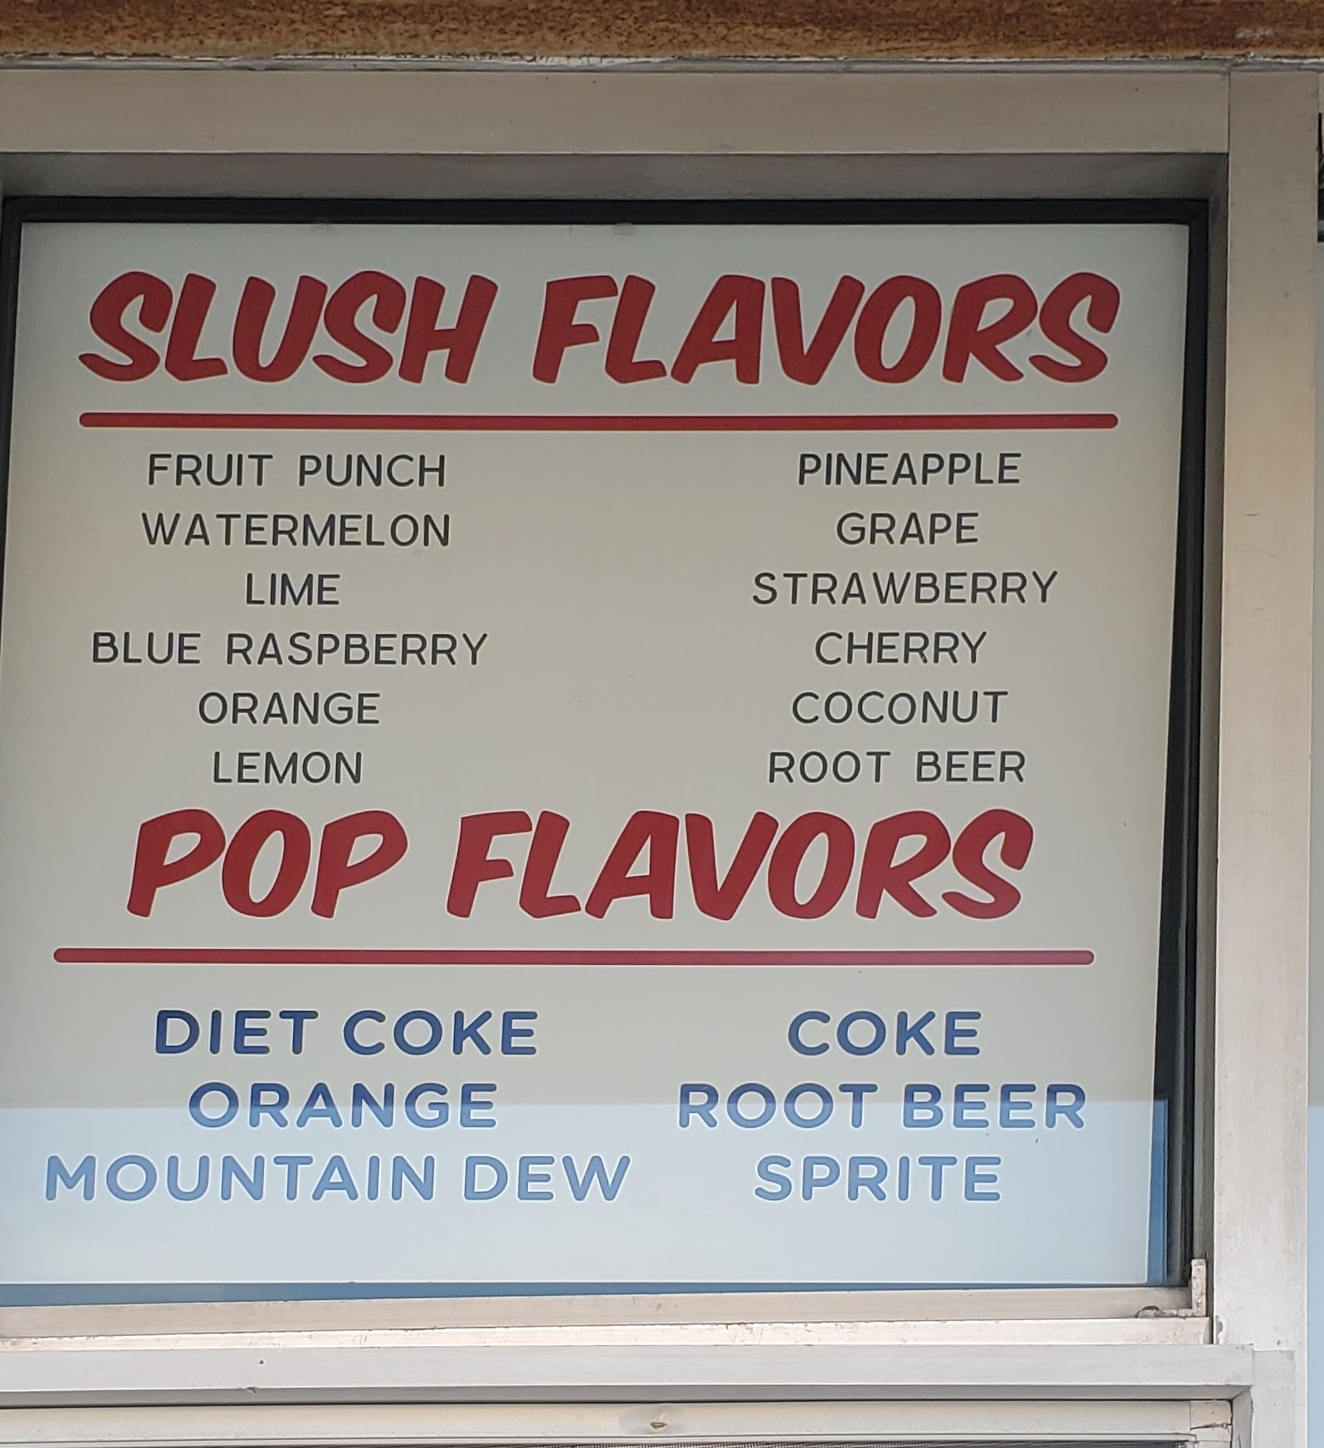 SLUSH FLAVORS
FRUIT PUNCH
WATERMELON
LIME
BLUE RASPBERRY
ORANGE
LEMON
PINEAPPLE
GRAPE
STRAWBERRY
CHERRY
COCONUT
ROOT BEER
POP FLAVORS
DIET COKE
ORANGE
MOUNTAIN DEW
COKE
ROOT BEER
SPRITE